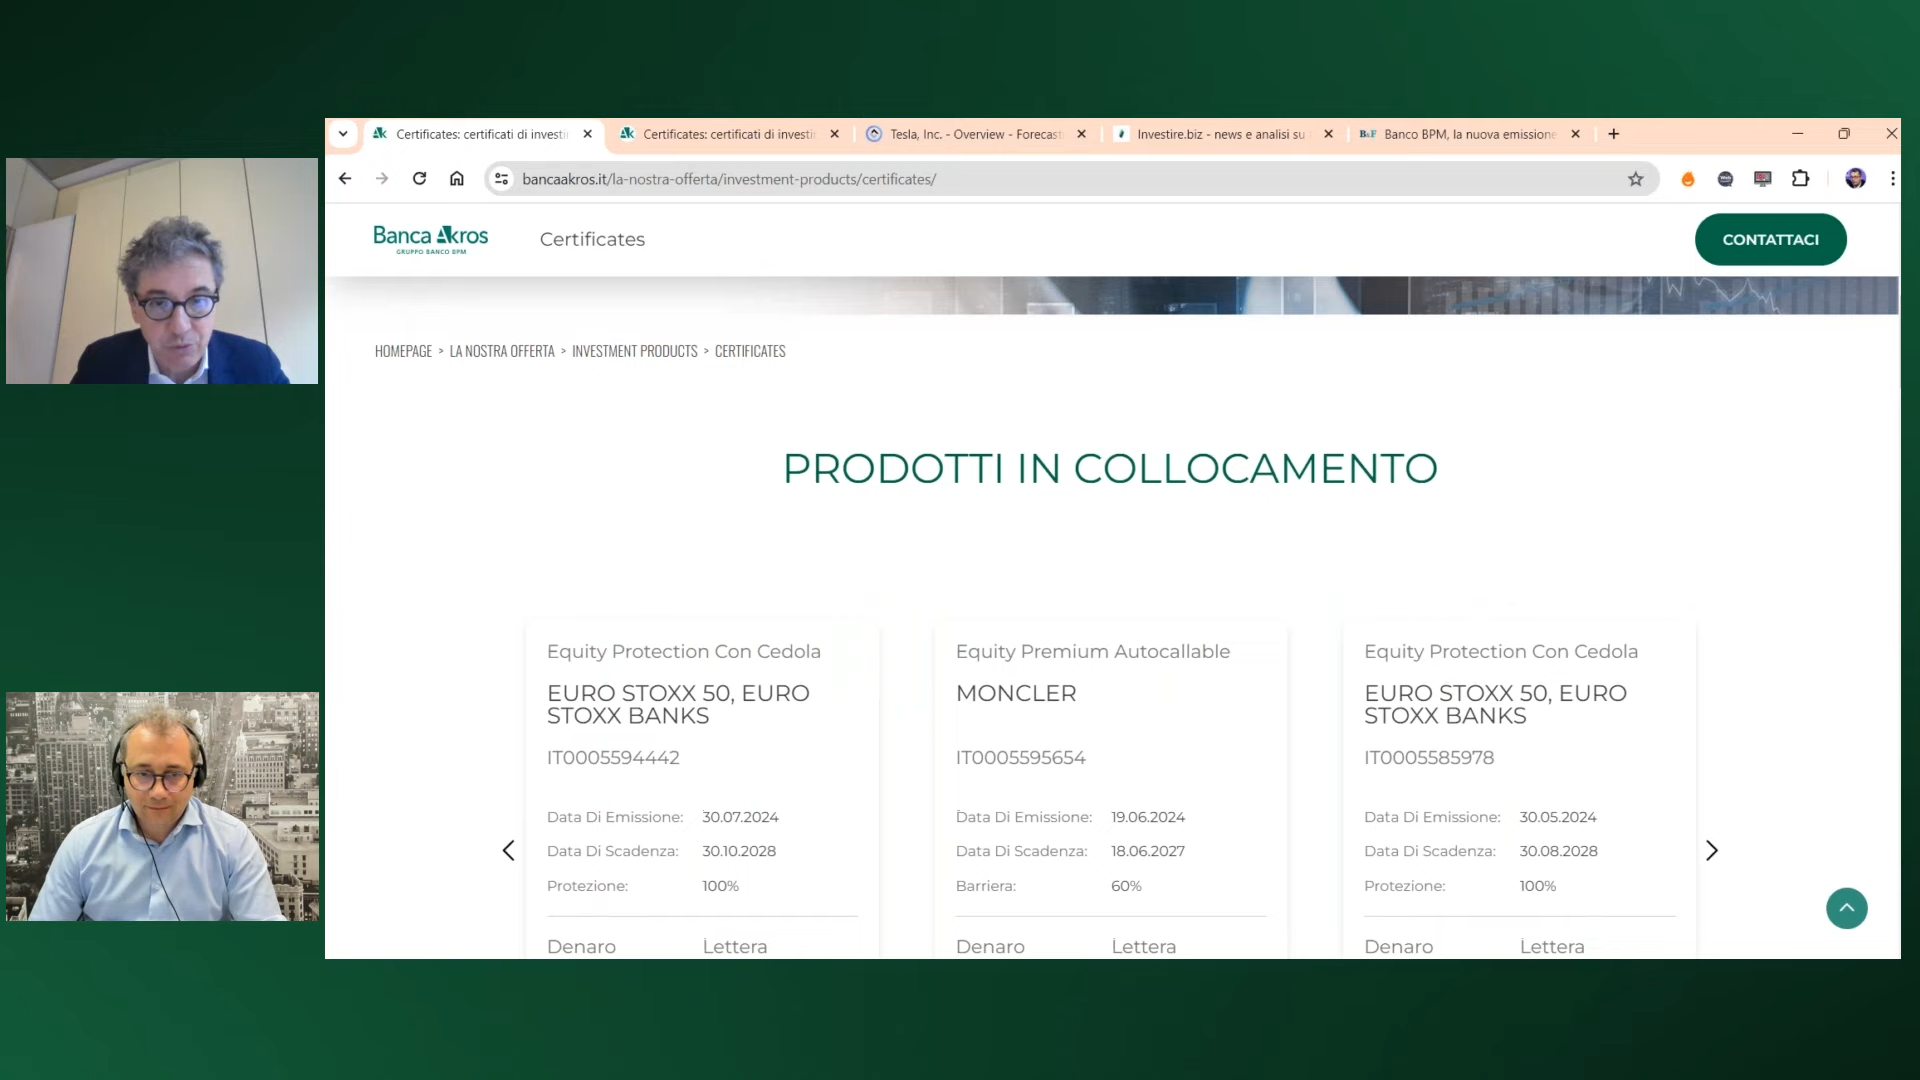 Certificates: certificati di investi
Certificates: certificati di investir
Tesla, Inc. - Overview - Forecast
Investire.biz - news e analisi su
B&F
Banco BPM, la nuova emissione
bancaakros.it/la-nostra-offerta/investment-products/certificates/
Banca Akros
GRUPPO BANCO BPM
Certificates
CONTATTACI
HOMEPAGE > LA NOSTRA OFFERTA > INVESTMENT PRODUCTS > CERTIFICATES
PRODOTTI IN COLLOCAMENTO
Equity Protection Con Cedola
EURO STOXX 50, EURO
STOXX BANKS
IT0005594442
Data Di Emissione: 30.07.2024
Data Di Scadenza: 30.10.2028
Protezione: 100%
Denaro Lettera
Equity Premium Autocallable
MONCLER
IT0005595654
Data Di Emissione: 19.06.2024
Data Di Scadenza: 18.06.2027
Barriera: 60%
Denaro Lettera
Equity Protection Con Cedola
EURO STOXX 50, EURO
STOXX BANKS
IT0005585978
Data Di Emissione: 30.05.2024
Data Di Scadenza: 30.08.2028
Protezione: 100%
Denaro Lettera